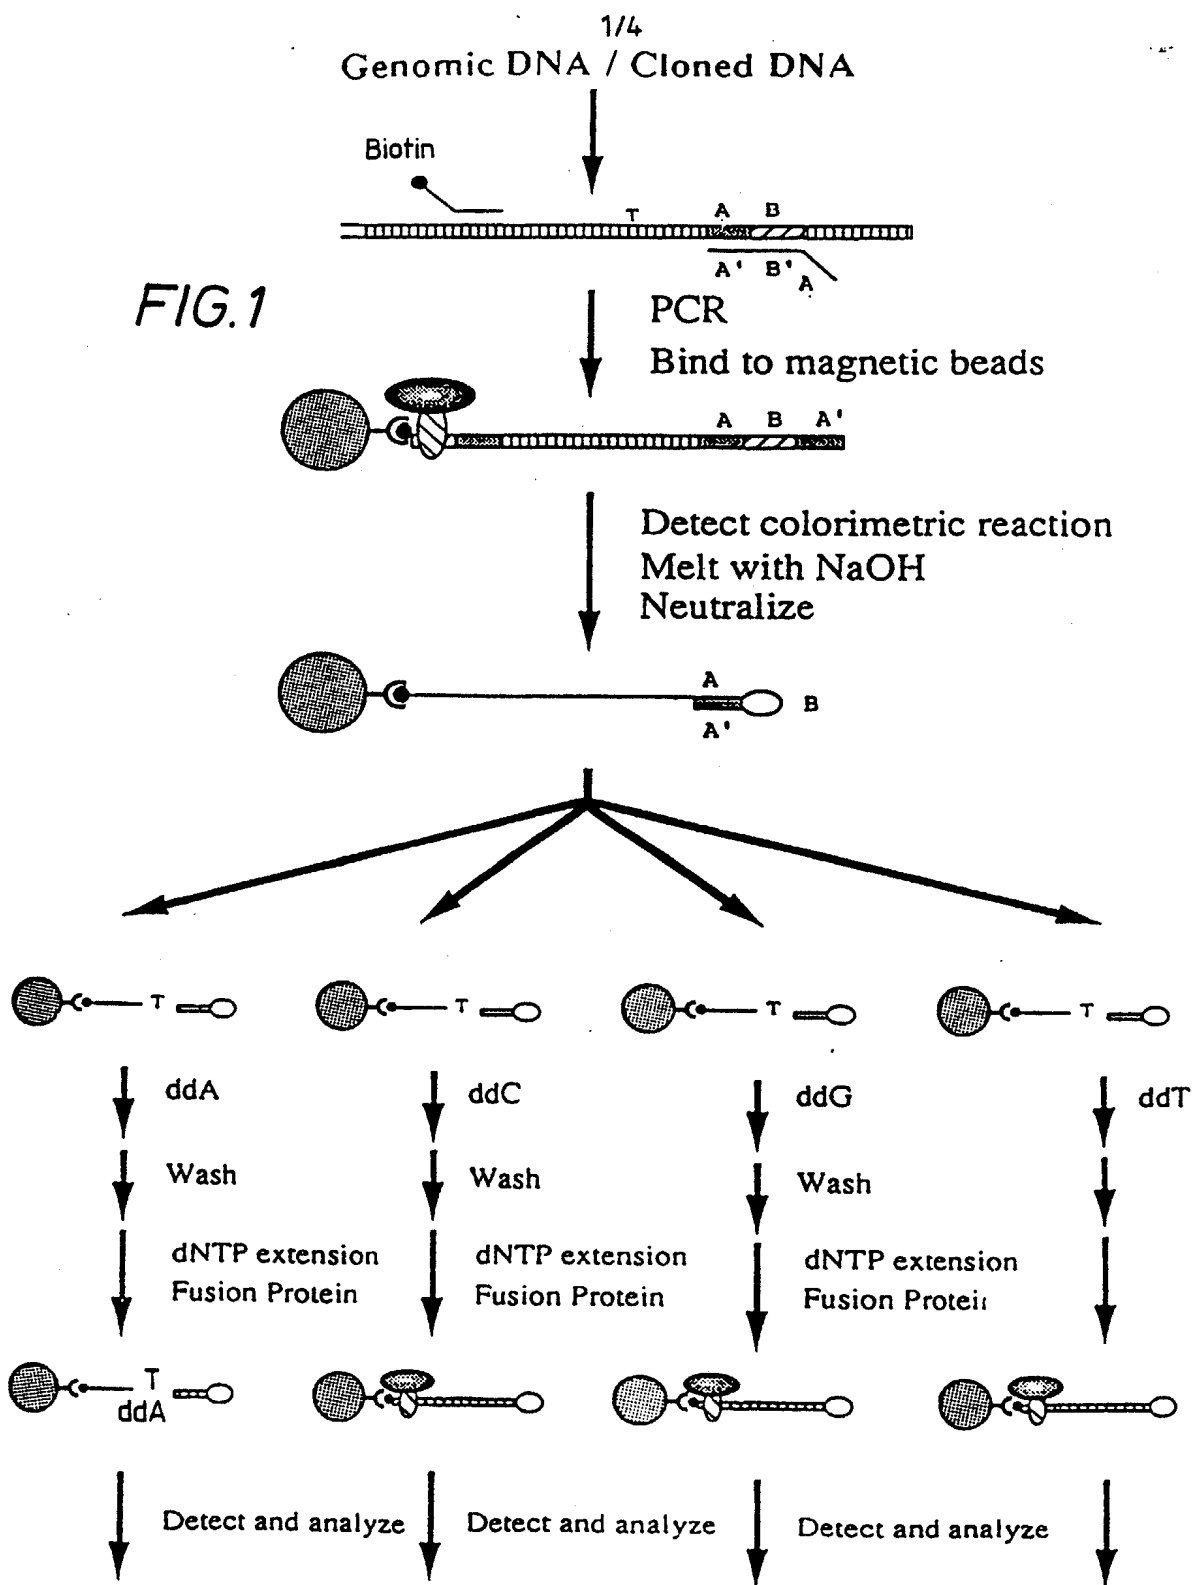 1/4
Genomic DNA / Cloned DNA
Biotin
T A B
A' B' A
FIG.1
PCR
Bind to magnetic beads
A B A'
Detect colorimetric reaction
Melt with NaOH
Neutralize
A
B
A'
T T T T
ddA ddC ddG ddT
Wash Wash Wash
dNTP extension dNTP extension dNTP extension
Fusion Protein Fusion Protein Fusion Protein
T
ddA
Detect and analyze Detect and analyze Detect and analyze